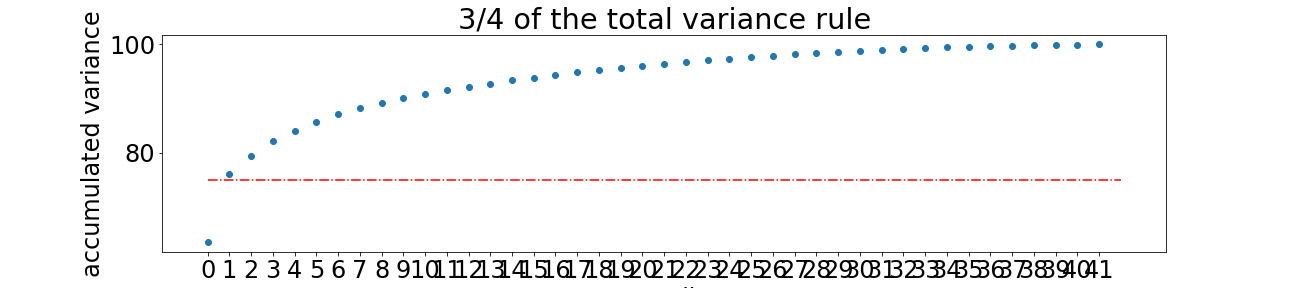 3/4 of the total variance rule
accumulated variance
100
80
0 1 2 3 4 5 6 7 8 9 10 11 12 13 14 15 16 17 18 19 20 21 22 23 24 25 26 27 28 29 30 31 32 33 34 35 36 37 38 39 40 41